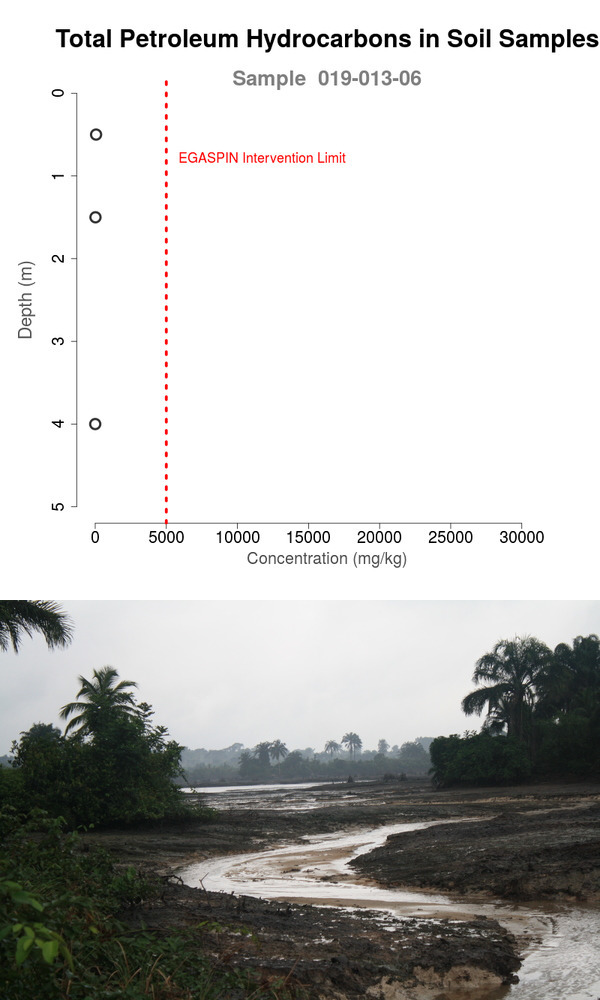 Total Petroleum Hydrocarbons in Soil Samples
Sample 019-013-06
EGASPIN Intervention Limit
Depth (m)
0
1
2
3
4
5
0 5000 10000 15000 20000 25000 30000
Concentration (mg/kg)